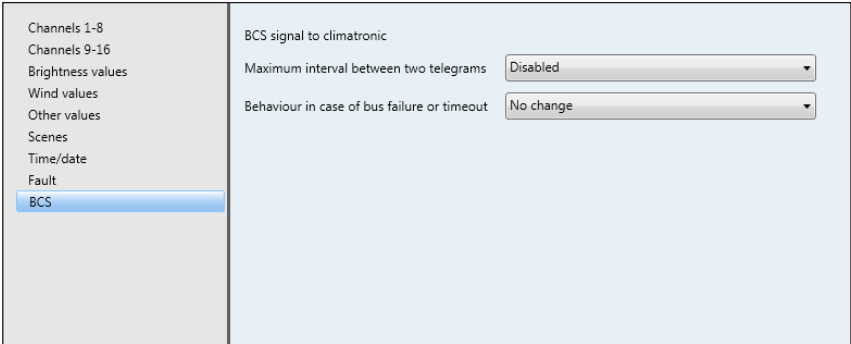 Channels 1-8
Channels 9-16
Brightness values
Wind values
Other values
Scenes
Time/date
Fault
BCS
BCS signal to climatronic
Maximum interval between two telegrams Disabled
Behaviour in case of bus failure or timeout No change